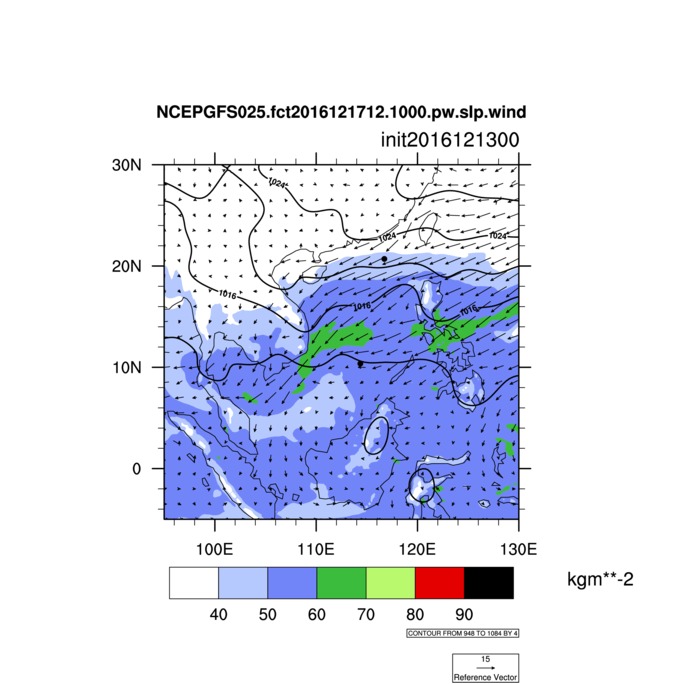 NCEPGFS025.fct2016121712.1000.pw.slp.wind
init2016121300
30N
1024
1024
1024
20N
1016
1016
1016
10N
0
100E
110E
120E
130E
kgm**-2
40
50
60
70
80
90
CONTOUR FROM 948 TO 1084 BY 4
15
Reference Vector